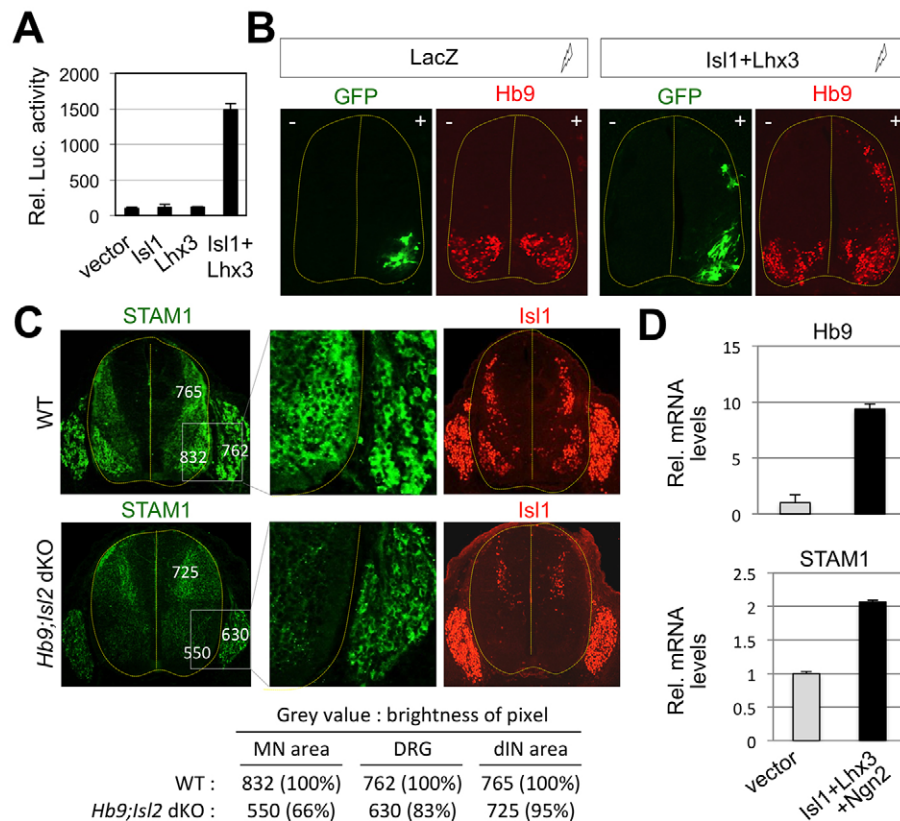 A
Rel. Luc. activity
2000
1500
1000
500
0
vector
Isl1
Lhx3
Isl1+
Lhx3
B
LacZ
Isl1+Lhx3
GFP
Hb9
GFP
Hb9
- + - + - + - +
C
STAM1
Isl1
WT
765
832
762
STAM1
Isl1
Hb9;Isl2 dKO
725
630
550
Grey value : brightness of pixel
MN area DRG dIN area
WT : 832 (100%) 762 (100%) 765 (100%)
Hb9;Isl2 dKO : 550 (66%) 630 (83%) 725 (95%)
D
Hb9
Rel. mRNA
levels
15
10
5
0
STAM1
Rel. mRNA
levels
2.5
2
1.5
1
0.5
0
vector
Isl1+Lhx3
+Ngn2